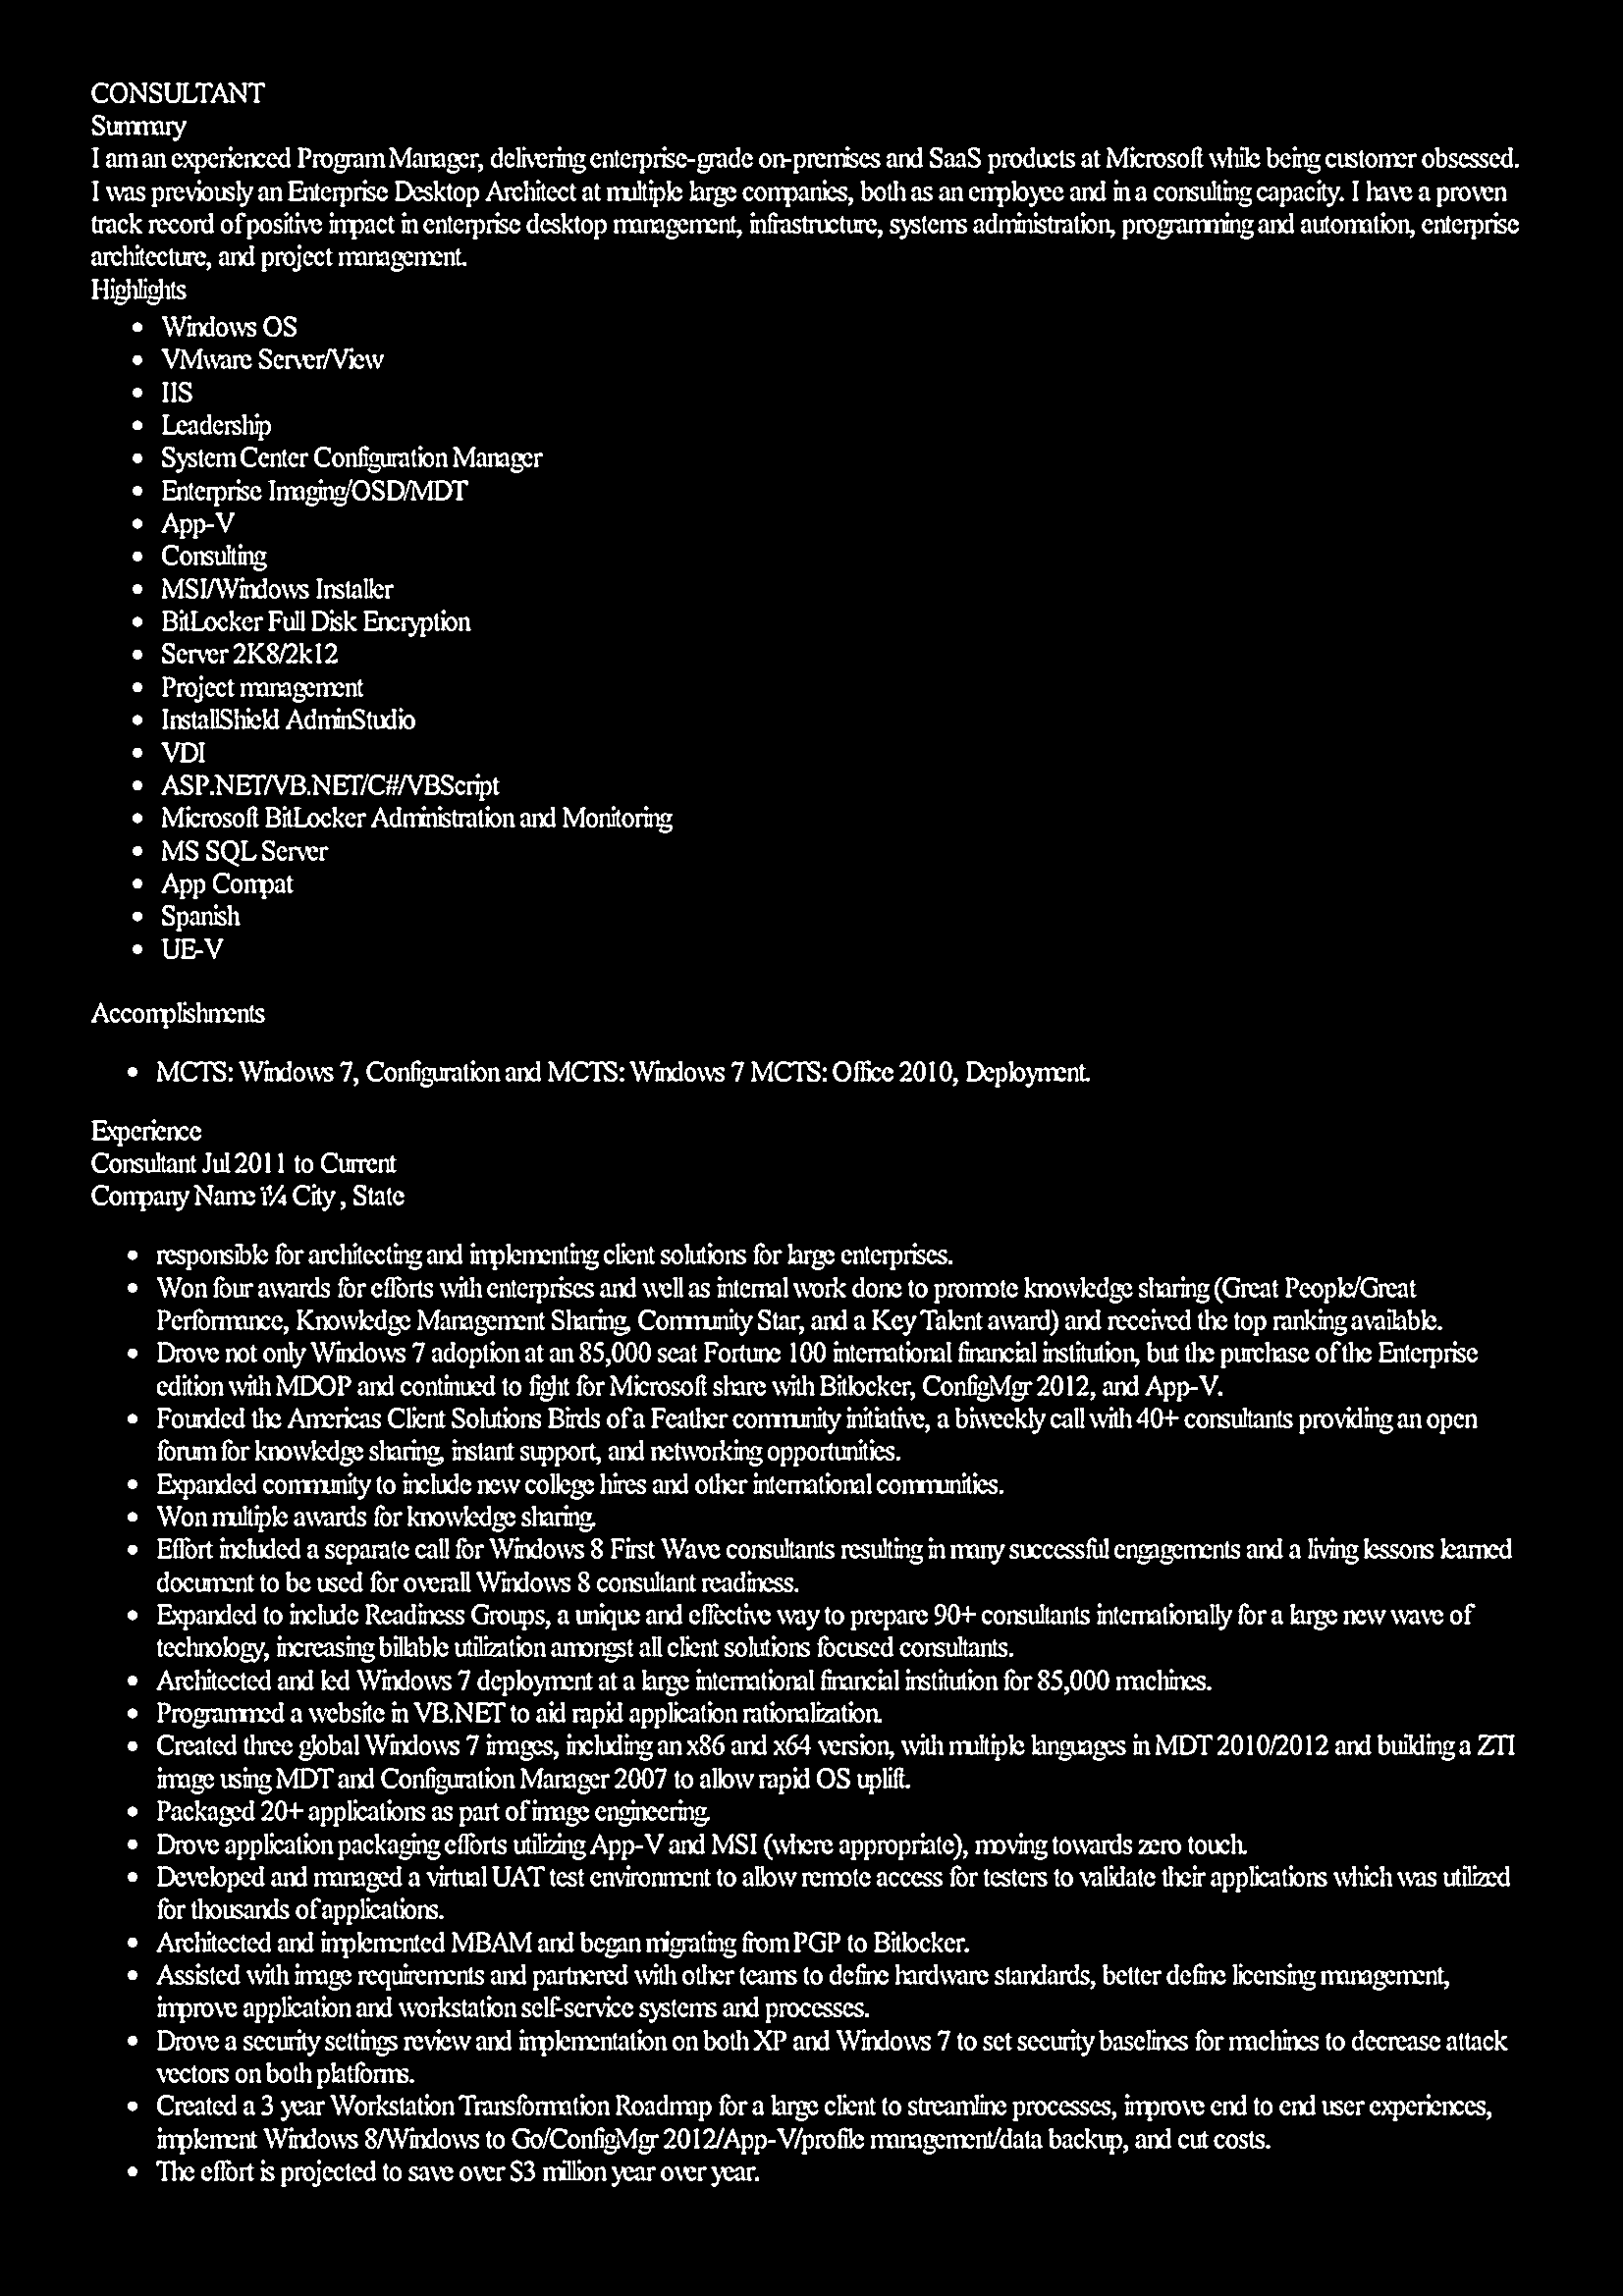 CONSULTANT
Summary
I am an experienced Program Manager, delivering enterprise-grade on-premises and SaaS products at Microsoft while being customer obsessed.
I was previously an Enterprise Desktop Architect at multiple large companies, both as an employee and in a consulting capacity. I have a proven
track record of positive impact in enterprise desktop management, infrastructure, systems administration, programming and automation, enterprise
architecture, and project management.
Highlights
• Windows OS
• VMware Server/View
• IIS
• Leadership
• System Center Configuration Manager
• Enterprise Imaging/OSD/MDT
• App-V
• Consulting
• MSI/Windows Installer
• BitLocker Full Disk Encryption
• Server 2K8/2k12
• Project management
• InstallShield AdminStudio
• VDI
• ASP.NET/VB.NET/C#/VBScript
• Microsoft BitLocker Administration and Monitoring
• MS SQL Server
• App Compat
• Spanish
• UE-V
Accomplishments
• MCTS: Windows 7, Configuration and MCTS: Windows 7 MCTS: Office 2010, Deployment.
Experience
Consultant Jul 2011 to Current
Company Name ï¼ City , State
• responsible for architecting and implementing client solutions for large enterprises.
• Won four awards for efforts with enterprises and well as internal work done to promote knowledge sharing (Great People/Great
Performance, Knowledge Management Sharing, Community Star, and a Key Talent award) and received the top ranking available.
• Drove not only Windows 7 adoption at an 85,000 seat Fortune 100 international financial institution, but the purchase of the Enterprise
edition with MDOP and continued to fight for Microsoft share with Bitlocker, ConfigMgr 2012, and App-V.
• Founded the Americas Client Solutions Birds of a Feather community initiative, a biweekly call with 40+ consultants providing an open
forum for knowledge sharing, instant support, and networking opportunities.
• Expanded community to include new college hires and other international communities.
• Won multiple awards for knowledge sharing.
• Effort included a separate call for Windows 8 First Wave consultants resulting in many successful engagements and a living lessons learned
document to be used for overall Windows 8 consultant readiness.
• Expanded to include Readiness Groups, a unique and effective way to prepare 90+ consultants internationally for a large new wave of
technology, increasing billable utilization amongst all client solutions focused consultants.
• Architected and led Windows 7 deployment at a large international financial institution for 85,000 machines.
• Programmed a website in VB.NET to aid rapid application rationalization.
• Created three global Windows 7 images, including an x86 and x64 version, with multiple languages in MDT 2010/2012 and building a ZTI
image using MDT and Configuration Manager 2007 to allow rapid OS uplift.
• Packaged 20+ applications as part of image engineering.
• Drove application packaging efforts utilizing App-V and MSI (where appropriate), moving towards zero touch.
• Developed and managed a virtual UAT test environment to allow remote access for testers to validate their applications which was utilized
for thousands of applications.
• Architected and implemented MBAM and began migrating from PGP to Bitlocker.
• Assisted with image requirements and partnered with other teams to define hardware standards, better define licensing management,
improve application and workstation self-service systems and processes.
• Drove a security settings review and implementation on both XP and Windows 7 to set security baselines for machines to decrease attack
vectors on both platforms.
• Created a 3 year Workstation Transformation Roadmap for a large client to streamline processes, improve end to end user experiences,
implement Windows 8/Windows to Go/ConfigMgr 2012/App-V/profile management/data backup, and cut costs.
• The effort is projected to save over $3 million year over year.